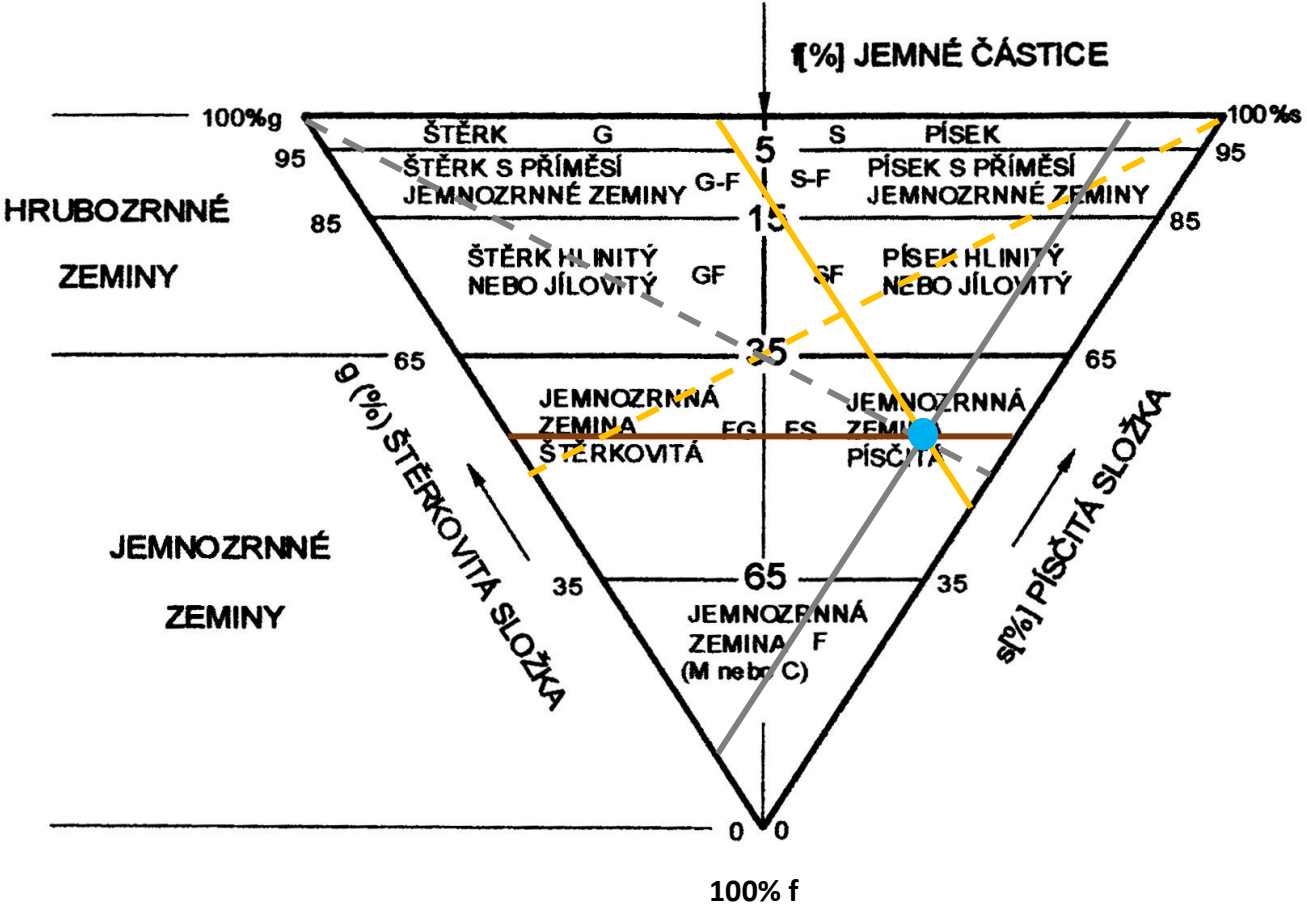 f[%] JEMNÉ ČÁSTICE
100%g
100%s
ŠTĚRK G
5
S PÍSEK
95
95
ŠTĚRK S PŘÍMĚSÍ
JEMNOZRNNÉ ZEMINY
G-F
S-F
PÍSEK S PŘÍMĚSÍ
JEMNOZRNNÉ ZEMINY
HRUBOZRNNÉ
ZEMINY
85
15
85
ŠTĚRK HLINITÝ
NEBO JÍLOVITÝ
GF
SF
PÍSEK HLINITÝ
NEBO JÍLOVITÝ
65
35
65
g (%) ŠTĚRKOVITÁ SLOŽKA
JEMNOZRNNÁ
ZEMINA
ŠTĚRKOVITÁ
FG
FS
JEMNOZRNNÁ
ZEMINA
PÍSČITÁ
s[%] PÍSČITÁ SLOŽKA
JEMNOZRNNÉ
ZEMINY
35
65
35
JEMNOZRNNÁ
ZEMINA F
(M nebo C)
0
0
100% f